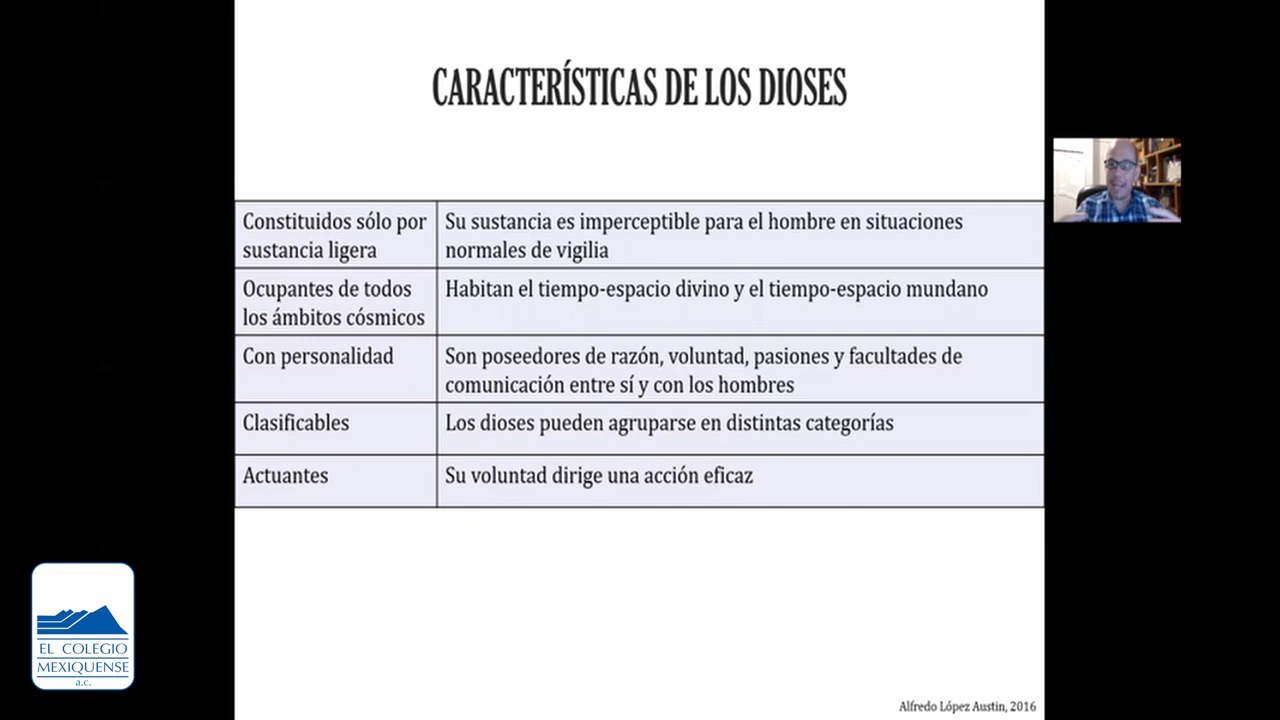 CARACTERÍSTICAS DE LOS DIOSES
Constituidos sólo por
sustancia ligera
Su sustancia es imperceptible para el hombre en situaciones
normales de vigilia
Ocupantes de todos
los ámbitos cósmicos
Habitan el tiempo-espacio divino y el tiempo-espacio mundano
Con personalidad
Son poseedores de razón, voluntad, pasiones y facultades de
comunicación entre sí y con los hombres
Clasificables
Los dioses pueden agruparse en distintas categorías
Actuantes
Su voluntad dirige una acción eficaz
EL COLEGIO
MEXIQUENSE
a.c.
Alfredo López Austin, 2016